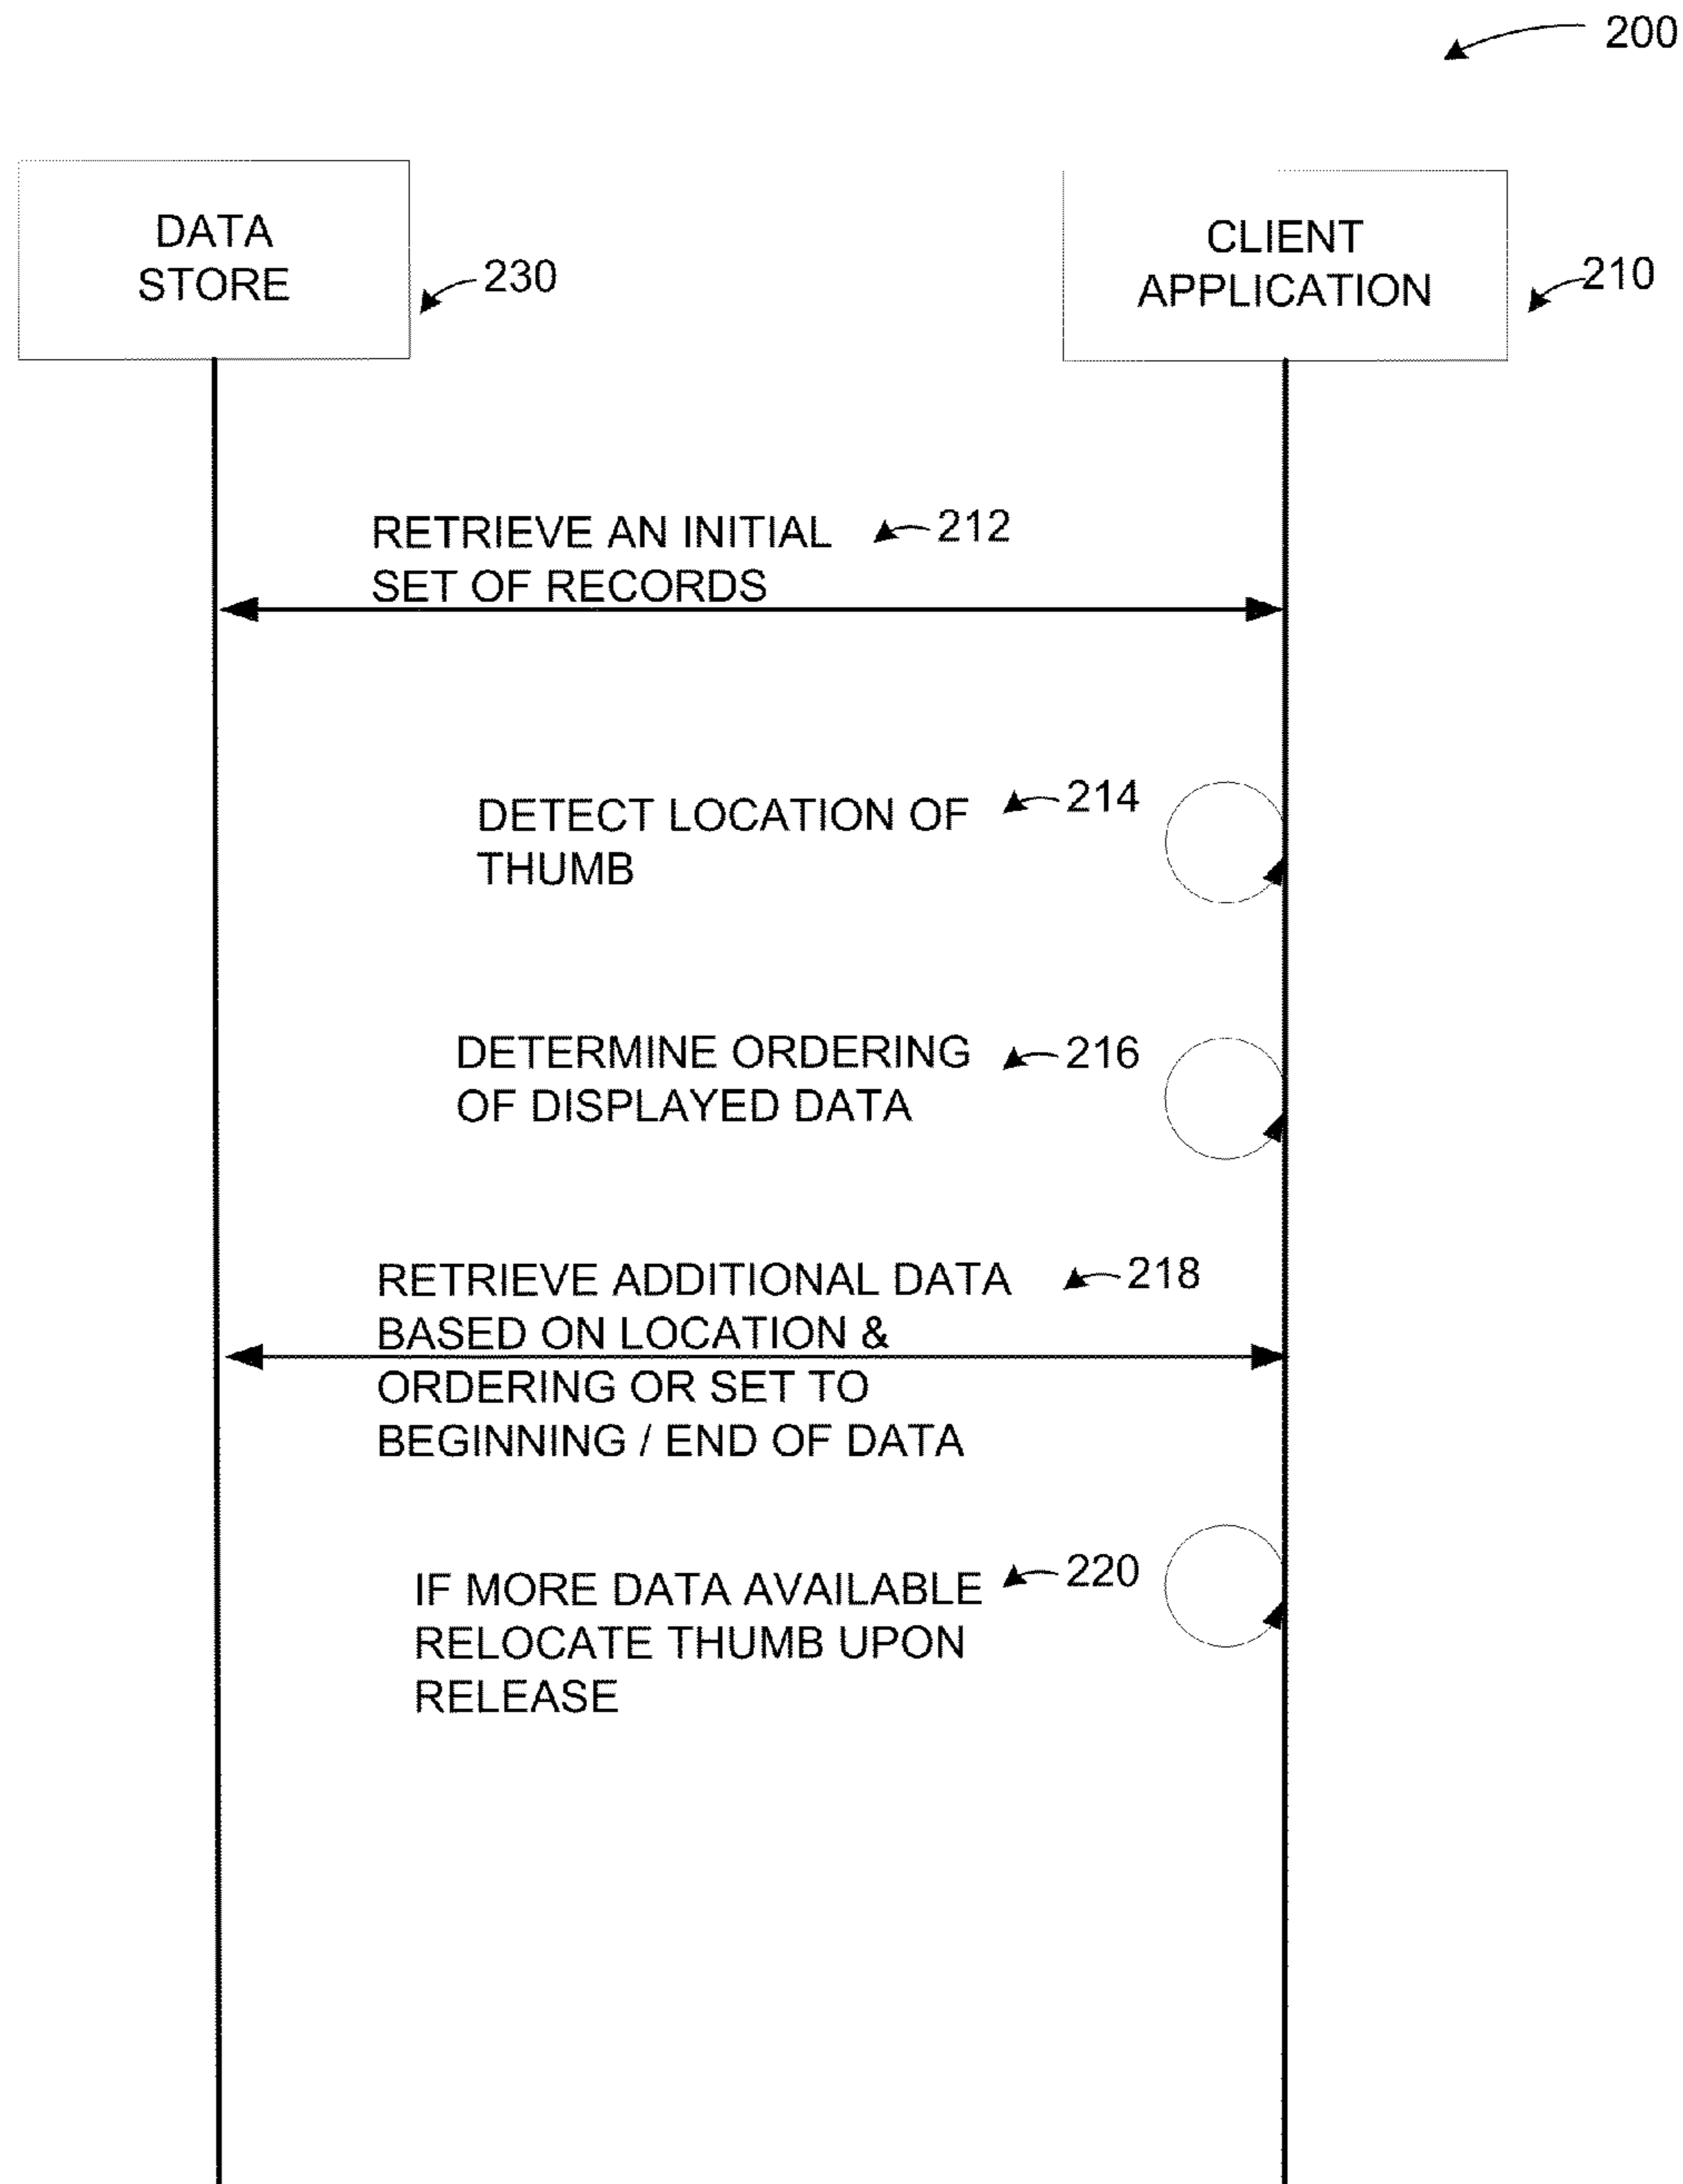 200
DATA
STORE
230
CLIENT
APPLICATION
210
RETRIEVE AN INITIAL
SET OF RECORDS
212
DETECT LOCATION OF
THUMB
214
DETERMINE ORDERING
OF DISPLAYED DATA
216
RETRIEVE ADDITIONAL DATA
BASED ON LOCATION &
ORDERING OR SET TO
BEGINNING / END OF DATA
218
IF MORE DATA AVAILABLE
RELOCATE THUMB UPON
RELEASE
220